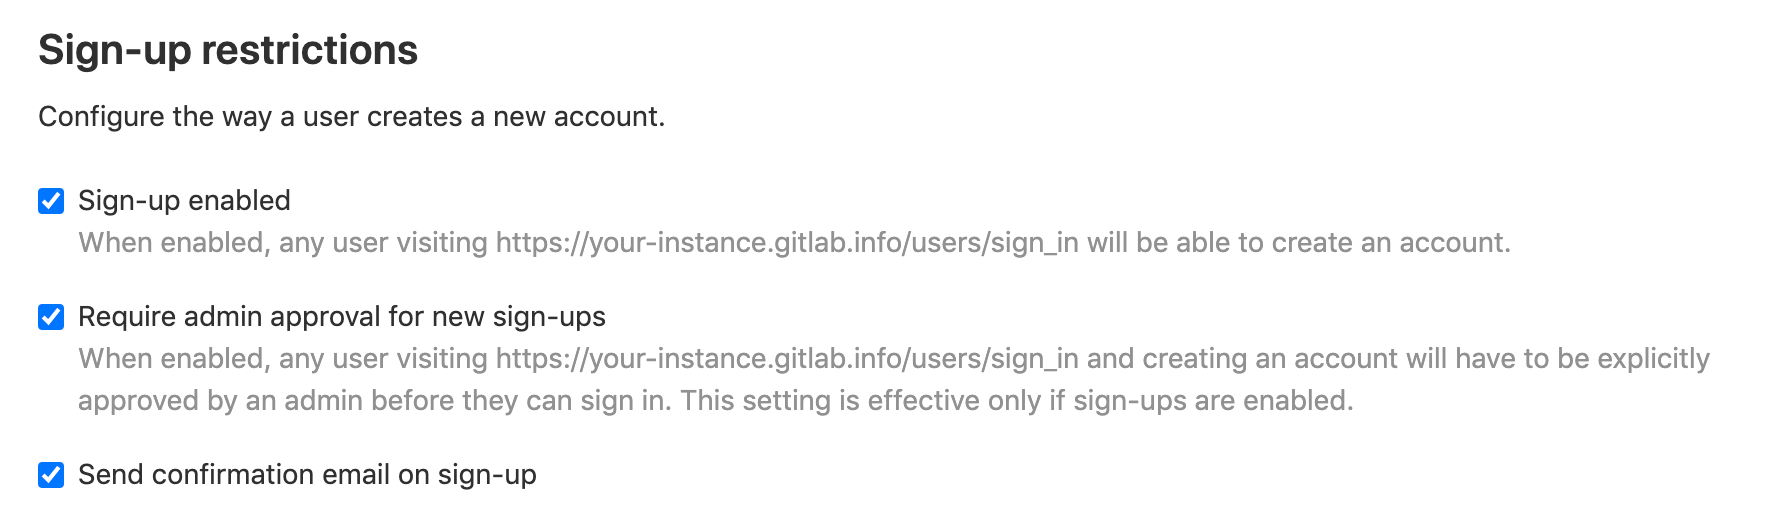 Sign-up restrictions
Configure the way a user creates a new account.
Sign-up enabled
When enabled, any user visiting https://your-instance.gitlab.info/users/sign_in will be able to create an account.
Require admin approval for new sign-ups
When enabled, any user visiting https://your-instance.gitlab.info/users/sign_in and creating an account will have to be explicitly
approved by an admin before they can sign in. This setting is effective only if sign-ups are enabled.
Send confirmation email on sign-up